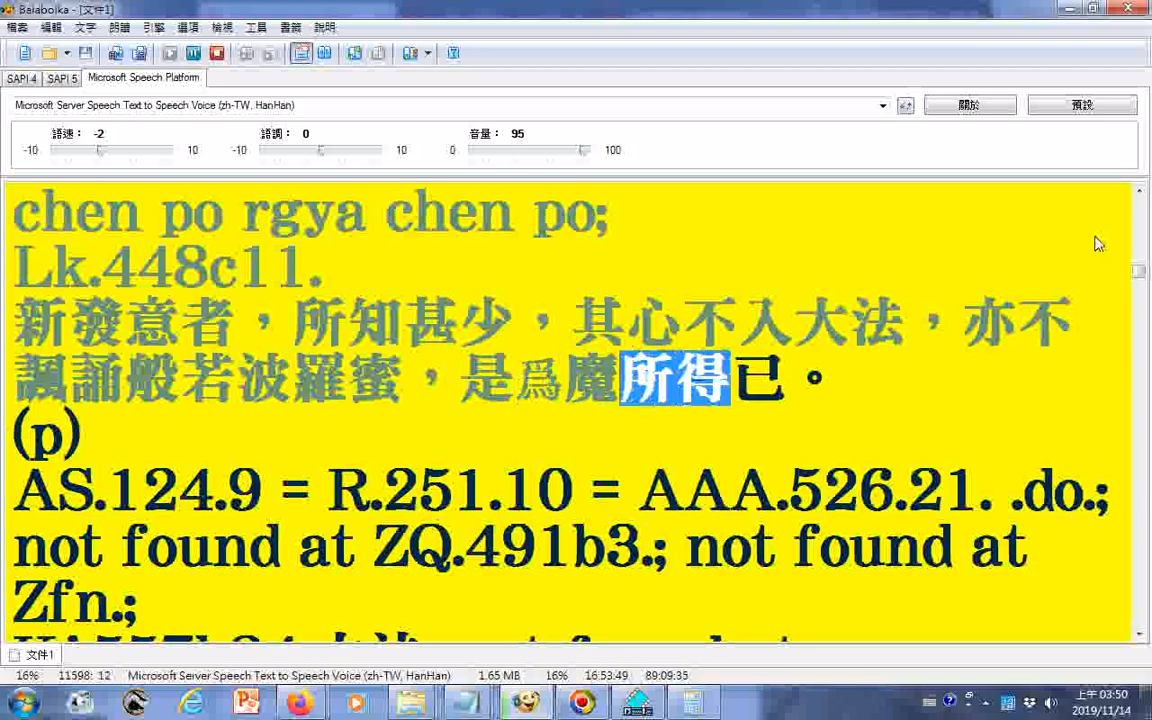 Balabolka - [文件1]
檔案 編輯 文字 朗讀 引擎 選項 檢視 工具 書籤 說明
SAPI 4 SAPI 5 Microsoft Speech Platform
Microsoft Server Speech Text to Speech Voice (zh-TW, HanHan) 關於 預設
語速： -2 語調： 0 音量： 95
-10 10 -10 10 0 100
chen po rgya chen po;
Lk.448c11.
新發意者，所知甚少，其心不入大法，亦不
諷誦般若波羅蜜，是爲魔所得已。
(p)
AS.124.9 = R.251.10 = AAA.526.21. .do.;
not found at ZQ.491b3.; not found at
Zfn.;
文件1
16% 11598: 12 Microsoft Server Speech Text to Speech Voice (zh-TW, HanHan) 1.65 MB 16% 16:53:49 89:09:35
上午 03:50
2019/11/14